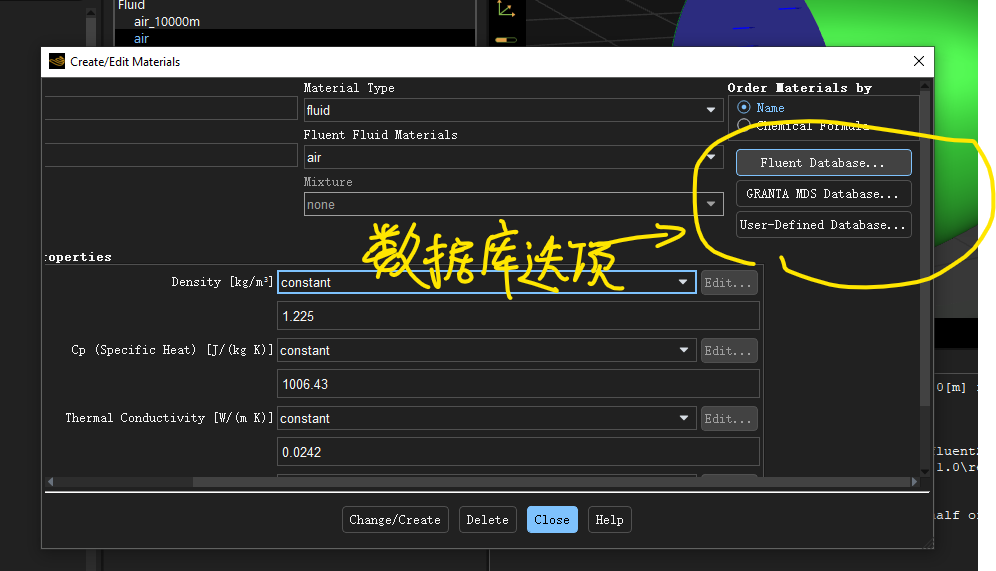 Fluid
air_10000m
air
Create/Edit Materials
Material Type
Order Materials by
fluid
Name
Fluent Fluid Materials
Chemical Formula
air
Fluent Database...
Mixture
none
GRANTA MDS Database...
User-Defined Database...
数据库选项
roperties
Density [kg/m³]
constant
Edit...
1.225
Cp (Specific Heat) [J/(kg K)]
constant
Edit...
1006.43
Thermal Conductivity [W/(m K)]
constant
Edit...
0.0242
Change/Create
Delete
Close
Help
0[m]
fluent
1.0\r
alf o